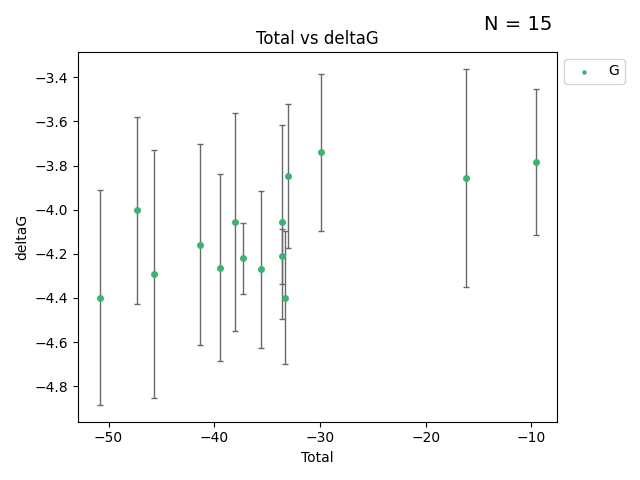 N = 15
Total vs deltaG
G
−3.4
−3.6
−3.8
−4.0
−4.2
−4.4
−4.6
−4.8
deltaG
−50 −40 −30 −20 −10
Total